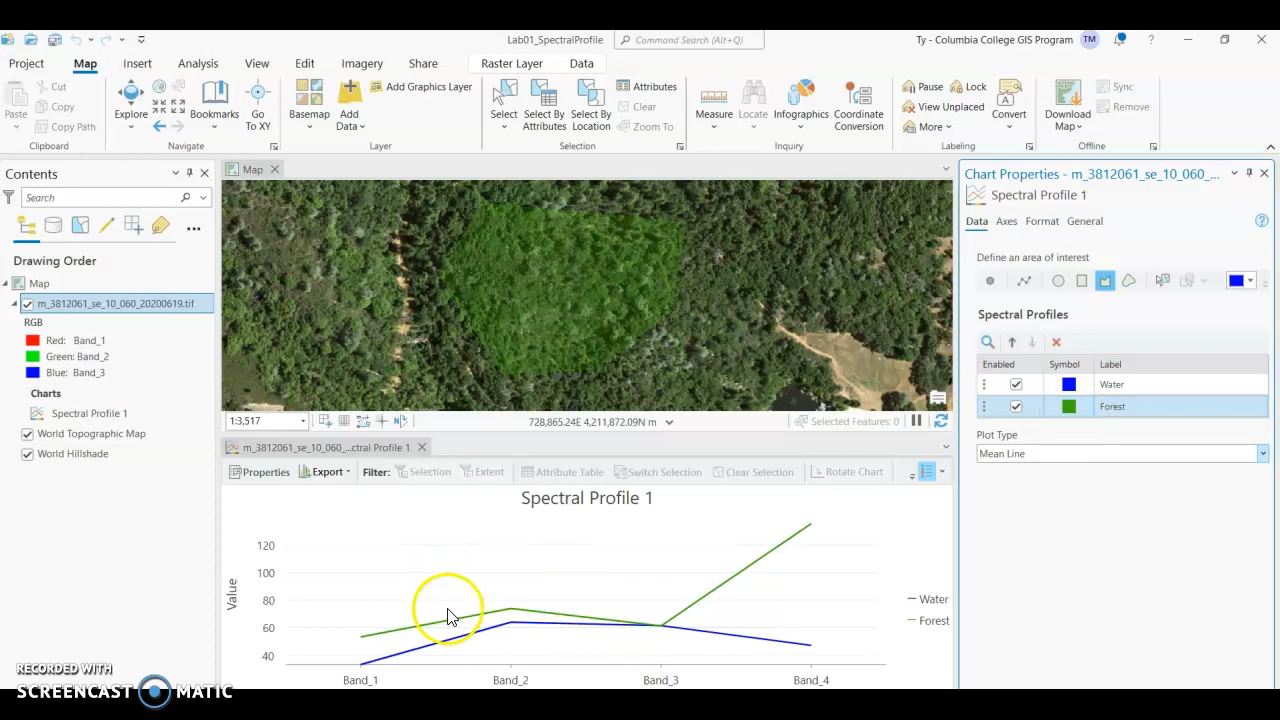 Lab01_SpectralProfile
Command Search (Alt+Q)
Ty - Columbia College GIS Program
TM
?
Project
Map
Insert
Analysis
View
Edit
Imagery
Share
Raster Layer
Data
Paste
Cut
Copy
Copy Path
Clipboard
Explore
Bookmarks
Go To XY
Navigate
Basemap
Add Data
Add Graphics Layer
Layer
Select
Select By Attributes
Select By Location
Attributes
Clear
Zoom To
Selection
Measure
Locate
Infographics
Coordinate Conversion
Inquiry
Pause
Lock
View Unplaced
More
Convert
Labeling
Download Map
Sync
Remove
Offline
Contents
Search
Drawing Order
Map
m_3812061_se_10_060_20200619.tif
RGB
Red: Band_1
Green: Band_2
Blue: Band_3
Charts
Spectral Profile 1
World Topographic Map
World Hillshade
Map
1:3,517
728,865.24E 4,211,872.09N m
Selected Features: 0
m_3812061_se_10_060_...ctral Profile 1
Properties
Export
Filter:
Selection
Extent
Attribute Table
Switch Selection
Clear Selection
Rotate Chart
Spectral Profile 1
Value
120
100
80
60
40
Band_1
Band_2
Band_3
Band_4
Water
Forest
Chart Properties - m_3812061_se_10_060_...
Spectral Profile 1
Data
Axes
Format
General
?
Define an area of interest
Spectral Profiles
Enabled
Symbol
Label
Water
Forest
Plot Type
Mean Line
RECORDED WITH
SCREENCAST MATIC